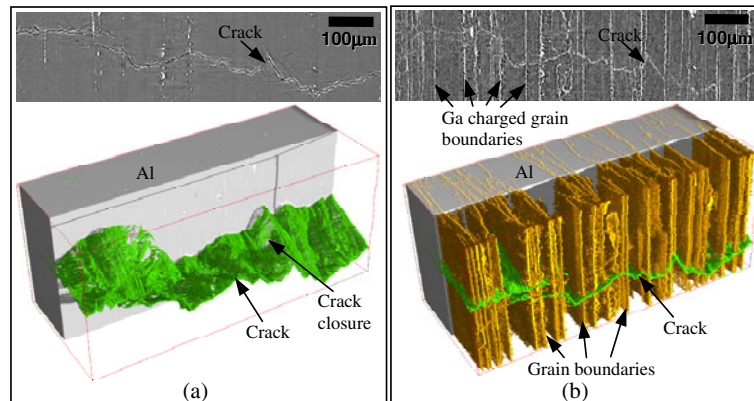 Crack
100μm
Al
Crack
closure
Crack
(a)
Crack
100μm
Ga charged grain
boundaries
Al
Crack
Grain boundaries
(b)